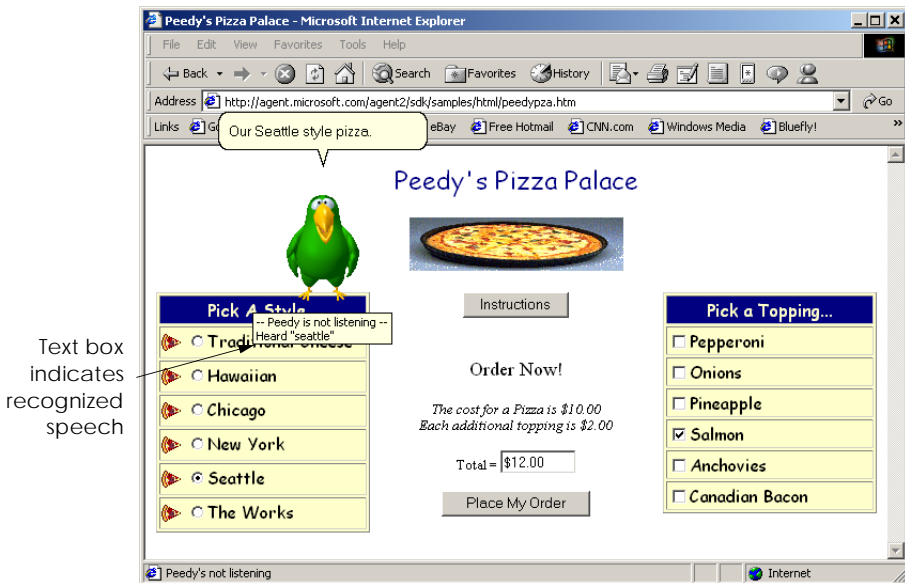 Peedy's Pizza Palace - Microsoft Internet Explorer
File Edit View Favorites Tools Help
Back Search Favorites History
Address http://agent.microsoft.com/agent2/sdk/samples/html/peedypza.htm Go
Links eBay Free Hotmail CNN.com Windows Media Bluefly! »
Our Seattle style pizza.
Peedy's Pizza Palace
Pick A Style
-- Peedy is not listening --
Heard "seattle"
Traditional Cheese
Hawaiian
Chicago
New York
Seattle
The Works
Text box
indicates
recognized
speech
Instructions
Order Now!
The cost for a Pizza is $10.00
Each additional topping is $2.00
Total = $12.00
Place My Order
Pick a Topping...
Pepperoni
Onions
Pineapple
Salmon
Anchovies
Canadian Bacon
Peedy's not listening Internet